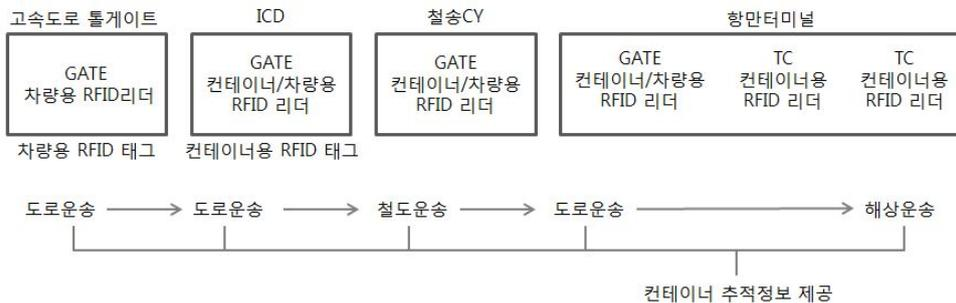 고속도로 톨게이트
ICD
철송CY
항만터미널
GATE
차량용 RFID리더
GATE
컨테이너/차량용
RFID 리더
GATE
컨테이너/차량용
RFID 리더
GATE
컨테이너/차량용
RFID 리더
TC
컨테이너용
RFID 리더
TC
컨테이너용
RFID 리더
차량용 RFID 태그
컨테이너용 RFID 태그
도로운송
도로운송
철도운송
도로운송
해상운송
컨테이너 추적정보 제공